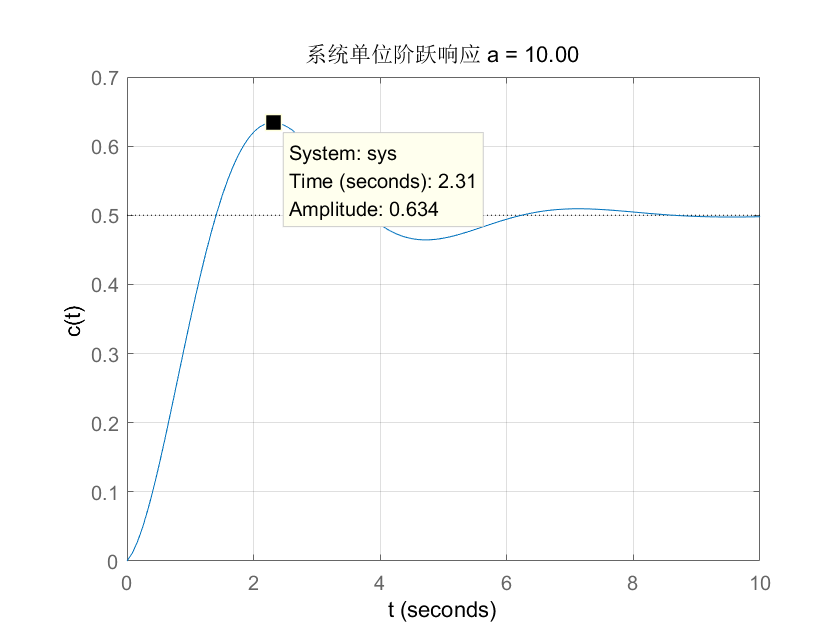 系统单位阶跃响应 a = 10.00
0.7
0.6
0.5
0.4
0.3
0.2
0.1
0
c(t)
System: sys
Time (seconds): 2.31
Amplitude: 0.634
0 2 4 6 8 10
t (seconds)